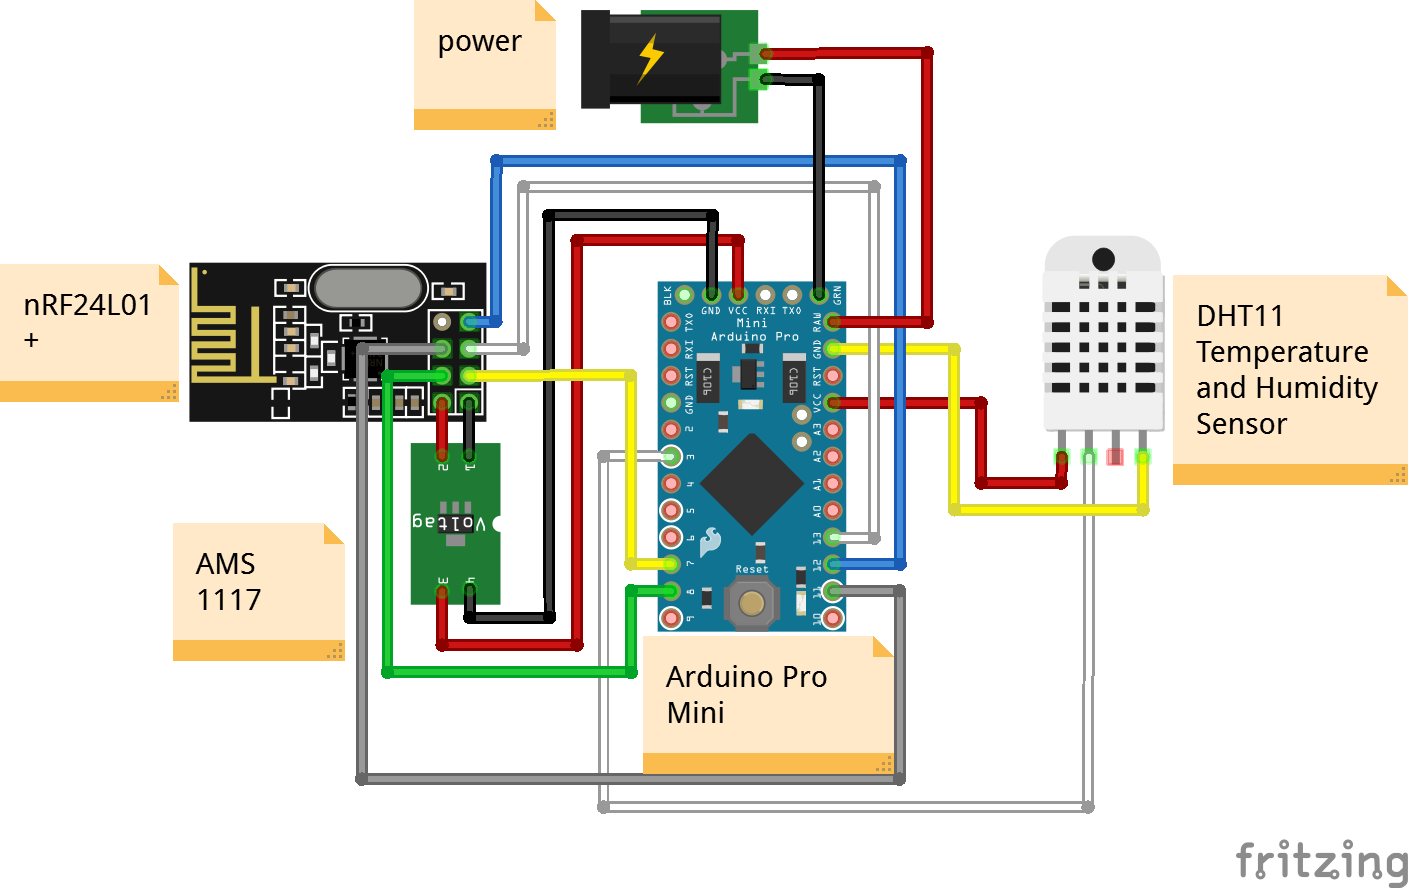 power
nRF24L01
+
DHT11
Temperature
and Humidity
Sensor
AMS
1117
Arduino Pro
Mini
BLK
GND VCC RXI TXO
GRN
Mini
Arduino Pro
TXO
RXI
RST
GND
2
3
4
5
6
7
8
9
RAW
GND
RST
VCC
A3
A2
A1
A0
13
12
11
10
C106
C106
Reset
2 1
Voltag
3 4
fritzing